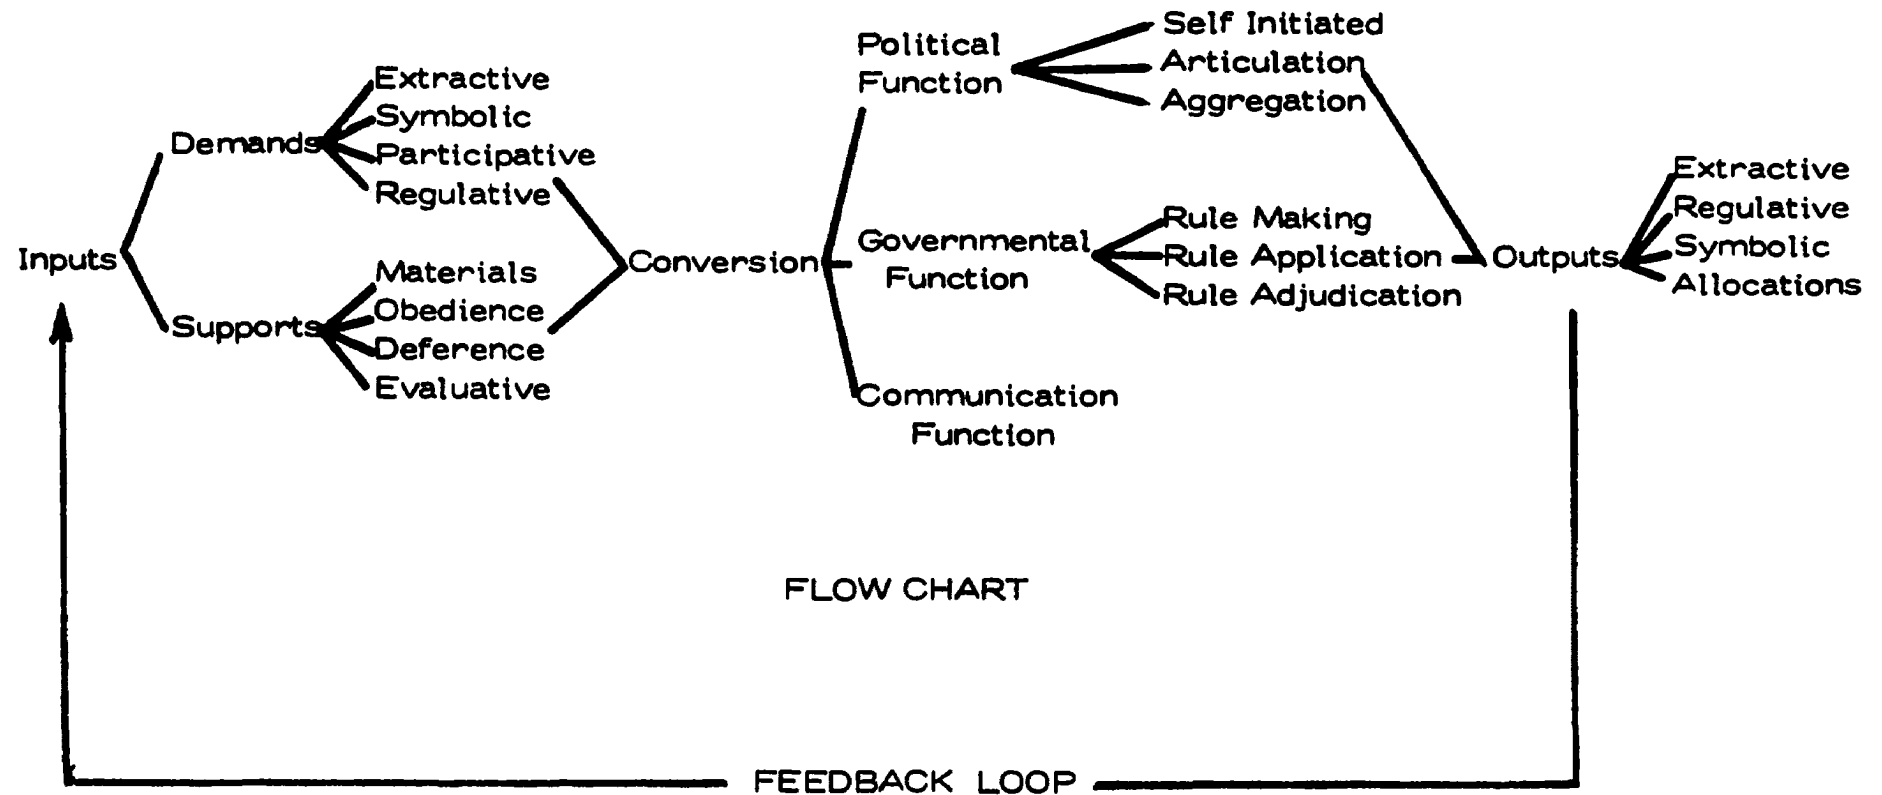 Inputs
Demands
Extractive
Symbolic
Participative
Regulative
Supports
Materials
Obedience
Deference
Evaluative
Conversion
Political
Function
Self Initiated
Articulation
Aggregation
Governmental
Function
Rule Making
Rule Application
Rule Adjudication
Communication
Function
Outputs
Extractive
Regulative
Symbolic
Allocations
FLOW CHART
FEEDBACK LOOP